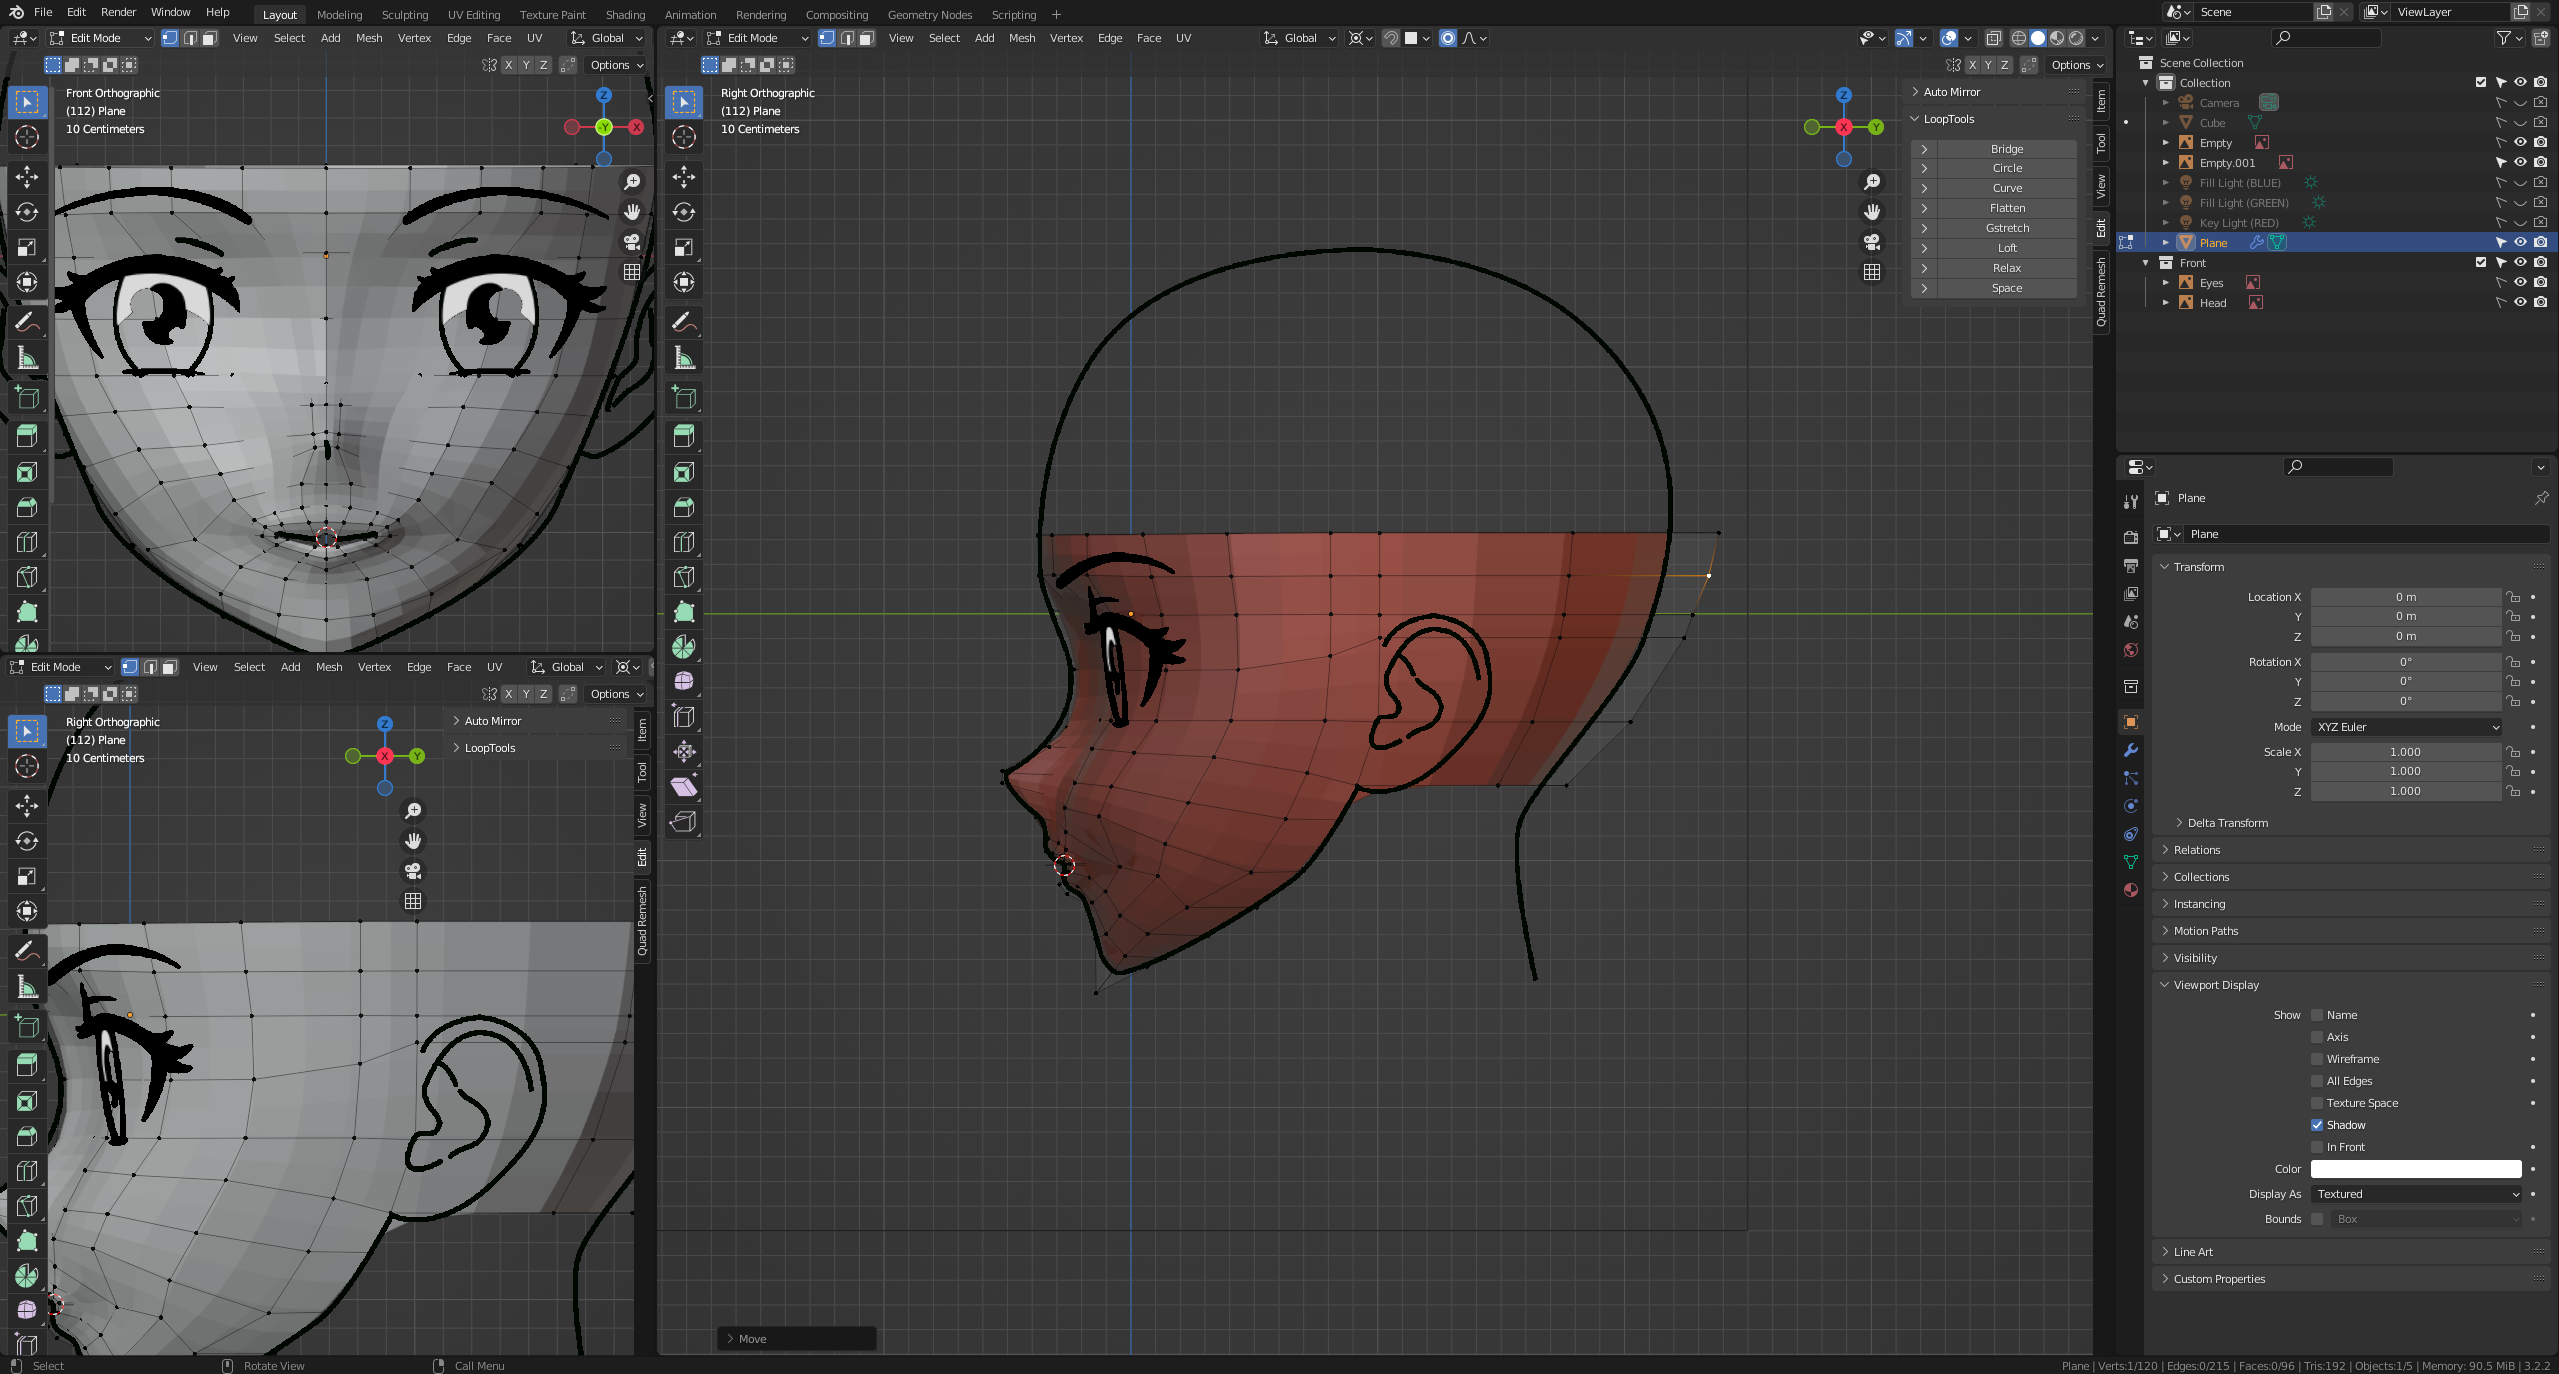 File Edit Render Window Help Layout Modeling Sculpting UV Editing Texture Paint Shading Animation Rendering Compositing Geometry Nodes Scripting + Scene ViewLayer
Edit Mode View Select Add Mesh Vertex Edge Face UV Global
X Y Z Options
Front Orthographic
(112) Plane
10 Centimeters
Z
-Y X
Edit Mode View Select Add Mesh Vertex Edge Face UV Global
X Y Z Options
Right Orthographic
(112) Plane
10 Centimeters
Z
X Y
Auto Mirror
LoopTools
Item
Tool
View
Edit
Quad Remesh
Edit Mode View Select Add Mesh Vertex Edge Face UV Global
X Y Z Options
Right Orthographic
(112) Plane
10 Centimeters
Z
X Y
Auto Mirror
LoopTools
Bridge
Circle
Curve
Flatten
Gstretch
Loft
Relax
Space
Item
Tool
View
Edit
Quad Remesh
Move
Scene Collection
Collection
Camera
Cube
Empty
Empty.001
Fill Light (BLUE)
Fill Light (GREEN)
Key Light (RED)
Plane
Front
Eyes
Head
Plane
Plane
Transform
Location X 0 m
Y 0 m
Z 0 m
Rotation X 0°
Y 0°
Z 0°
Mode XYZ Euler
Scale X 1.000
Y 1.000
Z 1.000
Delta Transform
Relations
Collections
Instancing
Motion Paths
Visibility
Viewport Display
Show Name
Axis
Wireframe
All Edges
Texture Space
Shadow
In Front
Color
Display As Textured
Bounds Box
Line Art
Custom Properties
Select Rotate View Call Menu Plane | Verts:1/120 | Edges:0/215 | Faces:0/96 | Tris:192 | Objects:1/5 | Memory: 90.5 MiB | 3.2.2